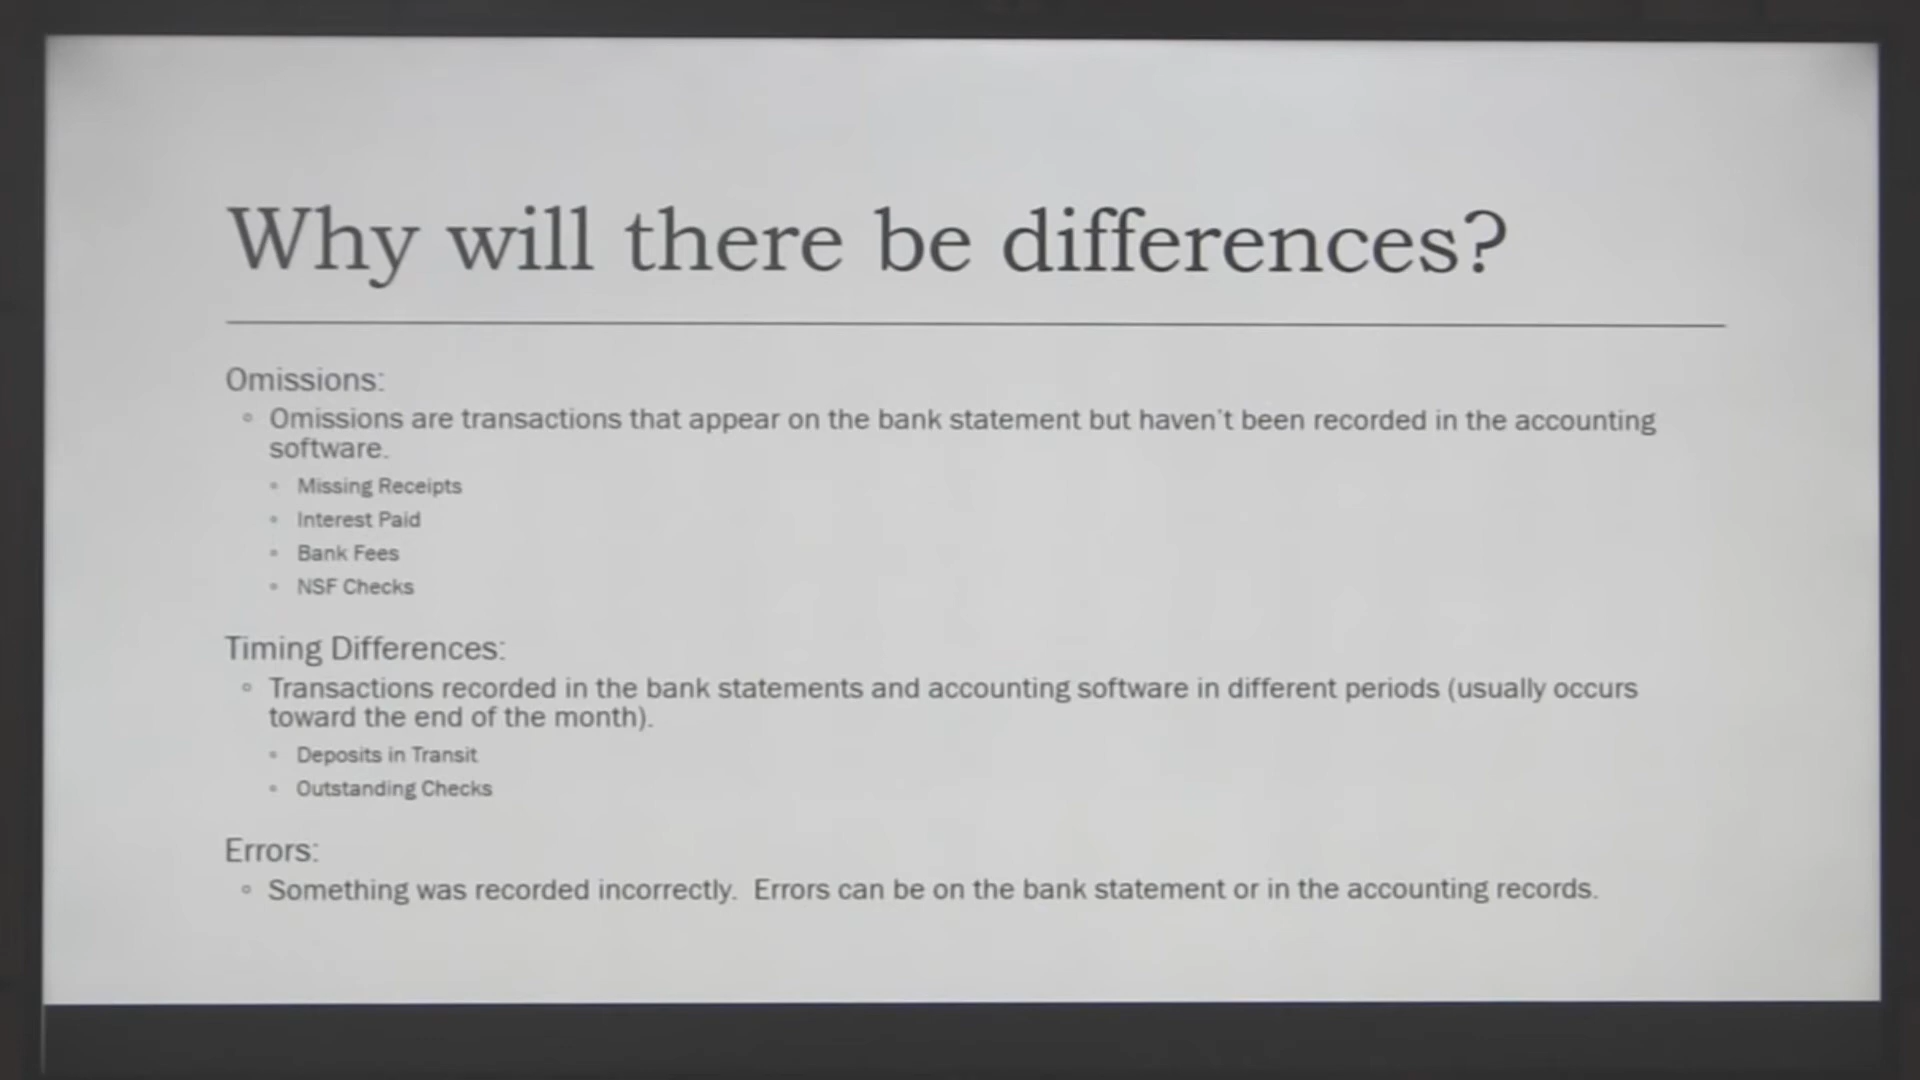 Why will there be differences?
Omissions:
Omissions are transactions that appear on the bank statement but haven't been recorded in the accounting
software.
Missing Receipts
Interest Paid
Bank Fees
NSF Checks
Timing Differences:
Transactions recorded in the bank statements and accounting software in different periods (usually occurs
toward the end of the month).
Deposits in Transit
Outstanding Checks
Errors:
Something was recorded incorrectly.  Errors can be on the bank statement or in the accounting records.